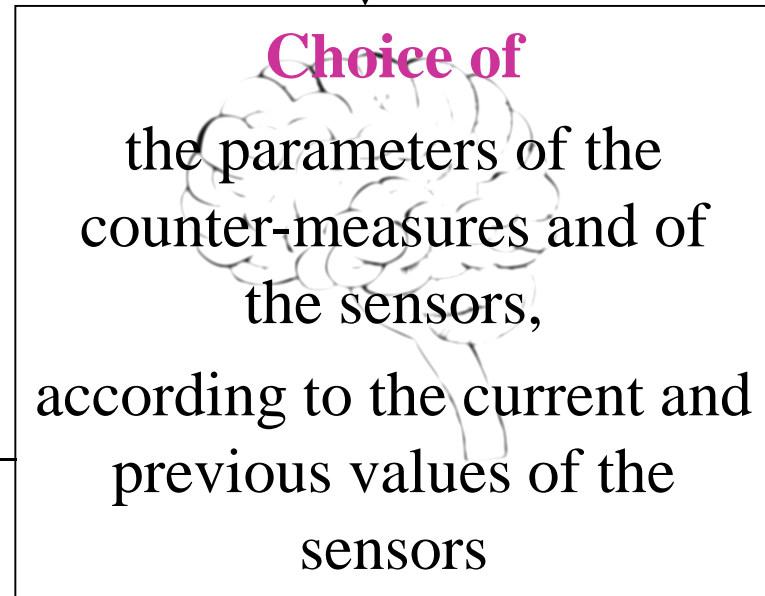 Choice of
the parameters of the
counter-measures and of
the sensors,
according to the current and
previous values of the
sensors